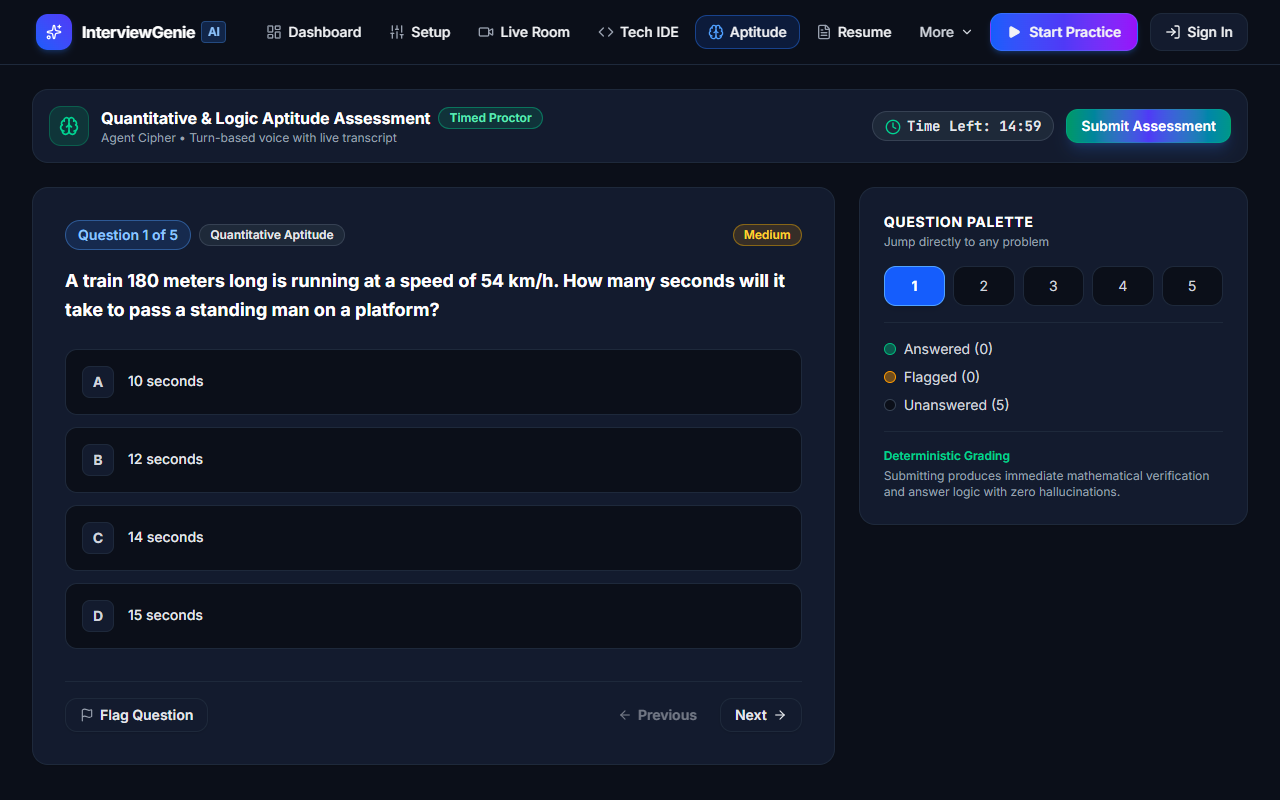 InterviewGenie AI
Dashboard
Setup
Live Room
Tech IDE
Aptitude
Resume
More
Start Practice
Sign In
Quantitative & Logic Aptitude Assessment
Timed Proctor
Agent Cipher • Turn-based voice with live transcript
Time Left: 14:59
Submit Assessment
Question 1 of 5
Quantitative Aptitude
Medium
A train 180 meters long is running at a speed of 54 km/h. How many seconds will it
take to pass a standing man on a platform?
A 10 seconds
B 12 seconds
C 14 seconds
D 15 seconds
Flag Question
Previous
Next
QUESTION PALETTE
Jump directly to any problem
1 2 3 4 5
Answered (0)
Flagged (0)
Unanswered (5)
Deterministic Grading
Submitting produces immediate mathematical verification
and answer logic with zero hallucinations.